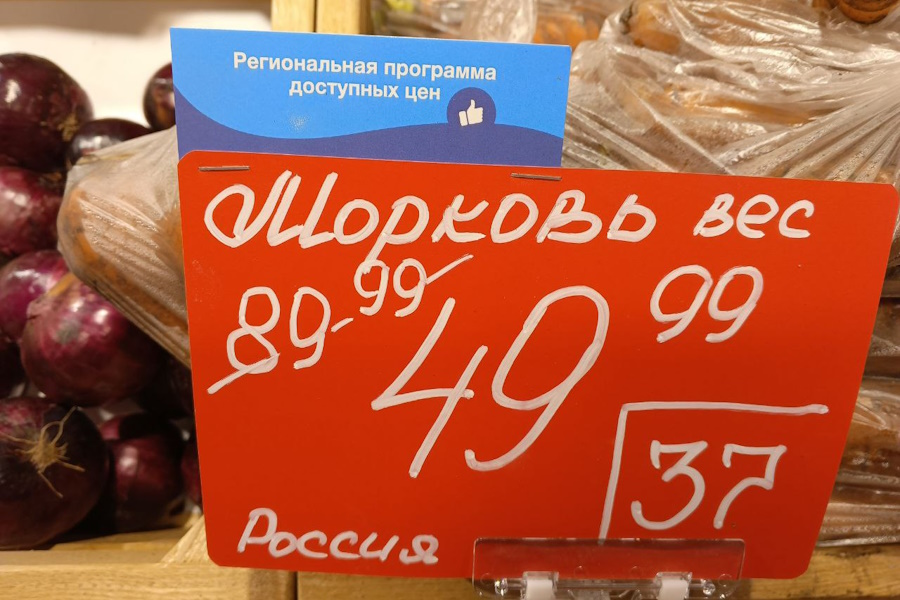 Региональная программа
доступных цен
Морковь вес
89-99
49 99
37
Россия